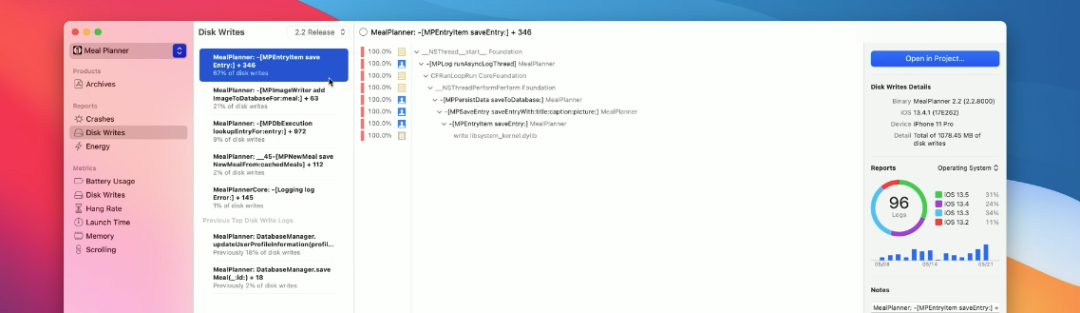 Meal Planner
Products
Archives
Reports
Crashes
Disk Writes
Energy
Metrics
Battery Usage
Disk Writes
Hang Rate
Launch Time
Memory
Scrolling
Disk Writes
2.2 Release
MealPlanner: -[MPEntryItem save
Entry:] + 346
67% of disk writes
MealPlanner: -[MPImageWriter add
ImageToDatabaseFor:meal:] + 63
21% of disk writes
MealPlanner: -[MPDbExecution
lookupEntryFor:entry:] + 972
9% of disk writes
MealPlanner: __45-[MPNewMeal save
NewMealFrom:cachedMeals] + 112
2% of disk writes
MealPlannerCore: -[Logging log
Error:] + 145
1% of disk writes
Previous Top Disk Write Logs
MealPlanner: DatabaseManager.
updateUserProfileInformation(profil...
Previously 18% of disk writes
MealPlanner: DatabaseManager.save
Meal(_:id:) + 18
Previously 2% of disk writes
MealPlanner: -[MPEntryItem saveEntry:] + 346
100.0% __NSThread__start__ Foundation
100.0% -[MPLog runAsyncLogThread] MealPlanner
100.0% CFRunLoopRun CoreFoundation
100.0% __NSThreadPerformPerform Foundation
100.0% -[MPPersistData saveToDatabase:] MealPlanner
100.0% -[MPSaveEntry saveEntryWith:title:caption:picture:] MealPlanner
100.0% -[MPEntryItem saveEntry:] MealPlanner
100.0% write libsystem_kernel.dylib
Open in Project...
Disk Writes Details
Binary MealPlanner 2.2 (2.2.8000)
iOS 13.4.1 (17E262)
Device iPhone 11 Pro
Detail Total of 1078.45 MB of
disk writes
Reports
Operating System
96
Logs
iOS 13.5 31%
iOS 13.4 24%
iOS 13.3 34%
iOS 13.2 11%
05/08 05/14 05/21
Notes
MealPlanner: -[MPEntryItem saveEntry:] +